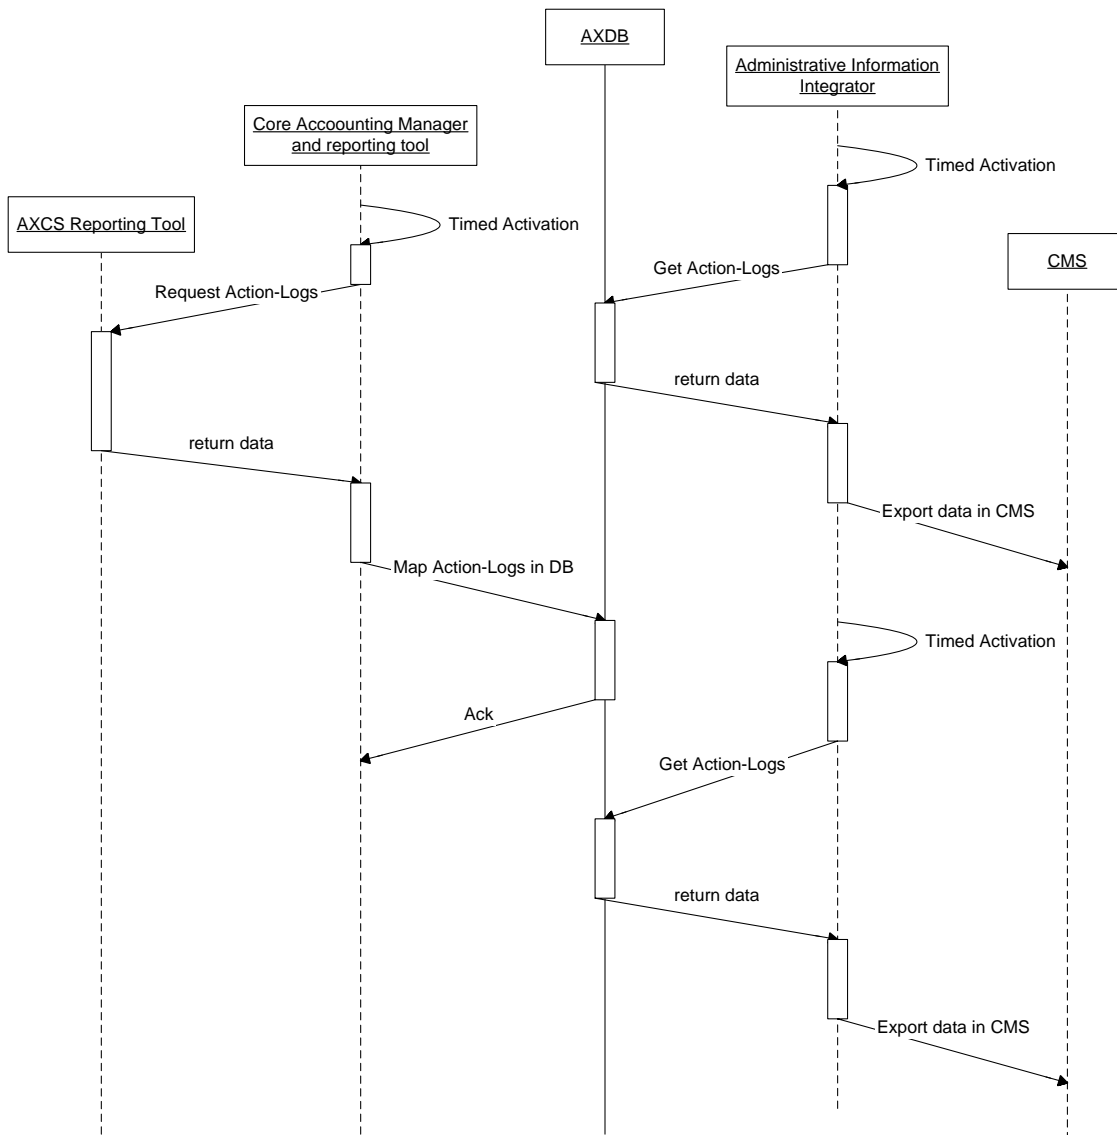 AXDB
Administrative Information
Integrator
Core Accoounting Manager
and reporting tool
Timed Activation
AXCS Reporting Tool
Timed Activation
CMS
Get Action-Logs
Request Action-Logs
return data
return data
Export data in CMS
Map Action-Logs in DB
Timed Activation
Ack
Get Action-Logs
return data
Export data in CMS